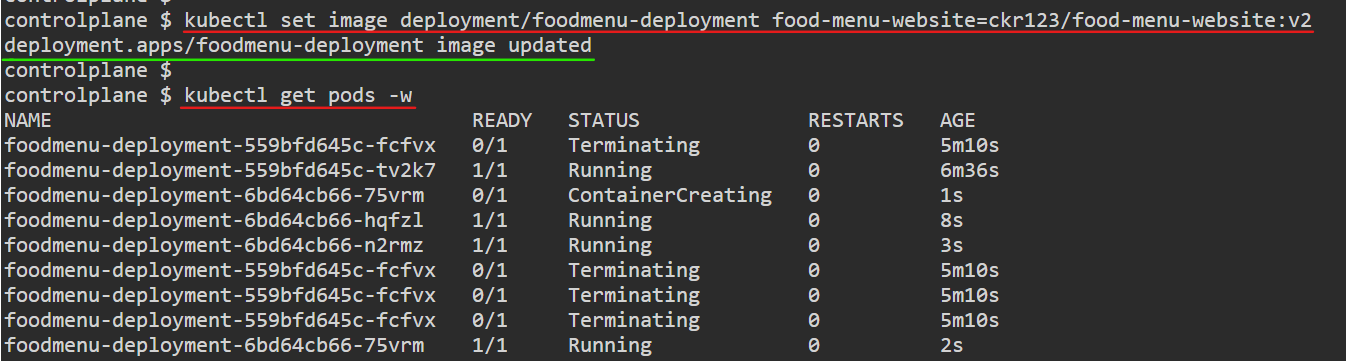 controlplane $
controlplane $ kubectl set image deployment/foodmenu-deployment food-menu-website=ckr123/food-menu-website:v2
deployment.apps/foodmenu-deployment image updated
controlplane $
controlplane $ kubectl get pods -w
NAME READY STATUS RESTARTS AGE
foodmenu-deployment-559bfd645c-fcfvx 0/1 Terminating 0 5m10s
foodmenu-deployment-559bfd645c-tv2k7 1/1 Running 0 6m36s
foodmenu-deployment-6bd64cb66-75vrm 0/1 ContainerCreating 0 1s
foodmenu-deployment-6bd64cb66-hqfzl 1/1 Running 0 8s
foodmenu-deployment-6bd64cb66-n2rmz 1/1 Running 0 3s
foodmenu-deployment-559bfd645c-fcfvx 0/1 Terminating 0 5m10s
foodmenu-deployment-559bfd645c-fcfvx 0/1 Terminating 0 5m10s
foodmenu-deployment-559bfd645c-fcfvx 0/1 Terminating 0 5m10s
foodmenu-deployment-6bd64cb66-75vrm 1/1 Running 0 2s